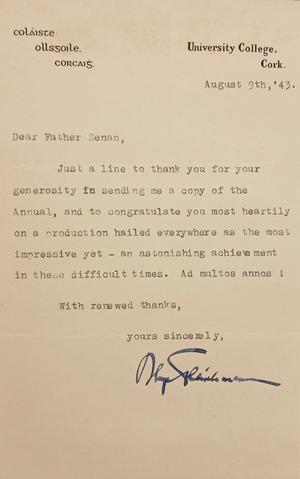 coláiste
ollscoile,
corcaiġ.
University College,
Cork.
August 9th,'43.
Dear Father Senan,
Just a line to thank you for your
generosity in sending me a copy of the
Annual, and to congratulate you most heartily
on a production hailed everywhere as the most
impressive yet - an astonishing achievement
in these difficult times. Ad multos annos !
With renewed thanks,
yours sincerely,
Aloys Fleischmann